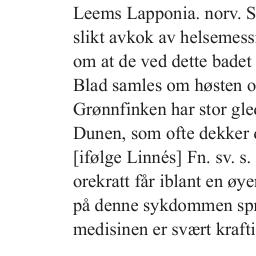 Leems Lapponia. norv. S
slikt avkok av helsemess
om at de ved dette badet
Blad samles om høsten o
Grønnfinken har stor gle
Dunen, som ofte dekker
[ifølge Linnés] Fn. sv. s.
orekratt får iblant en øye
på denne sykdommen spr
medisinen er svært krafti